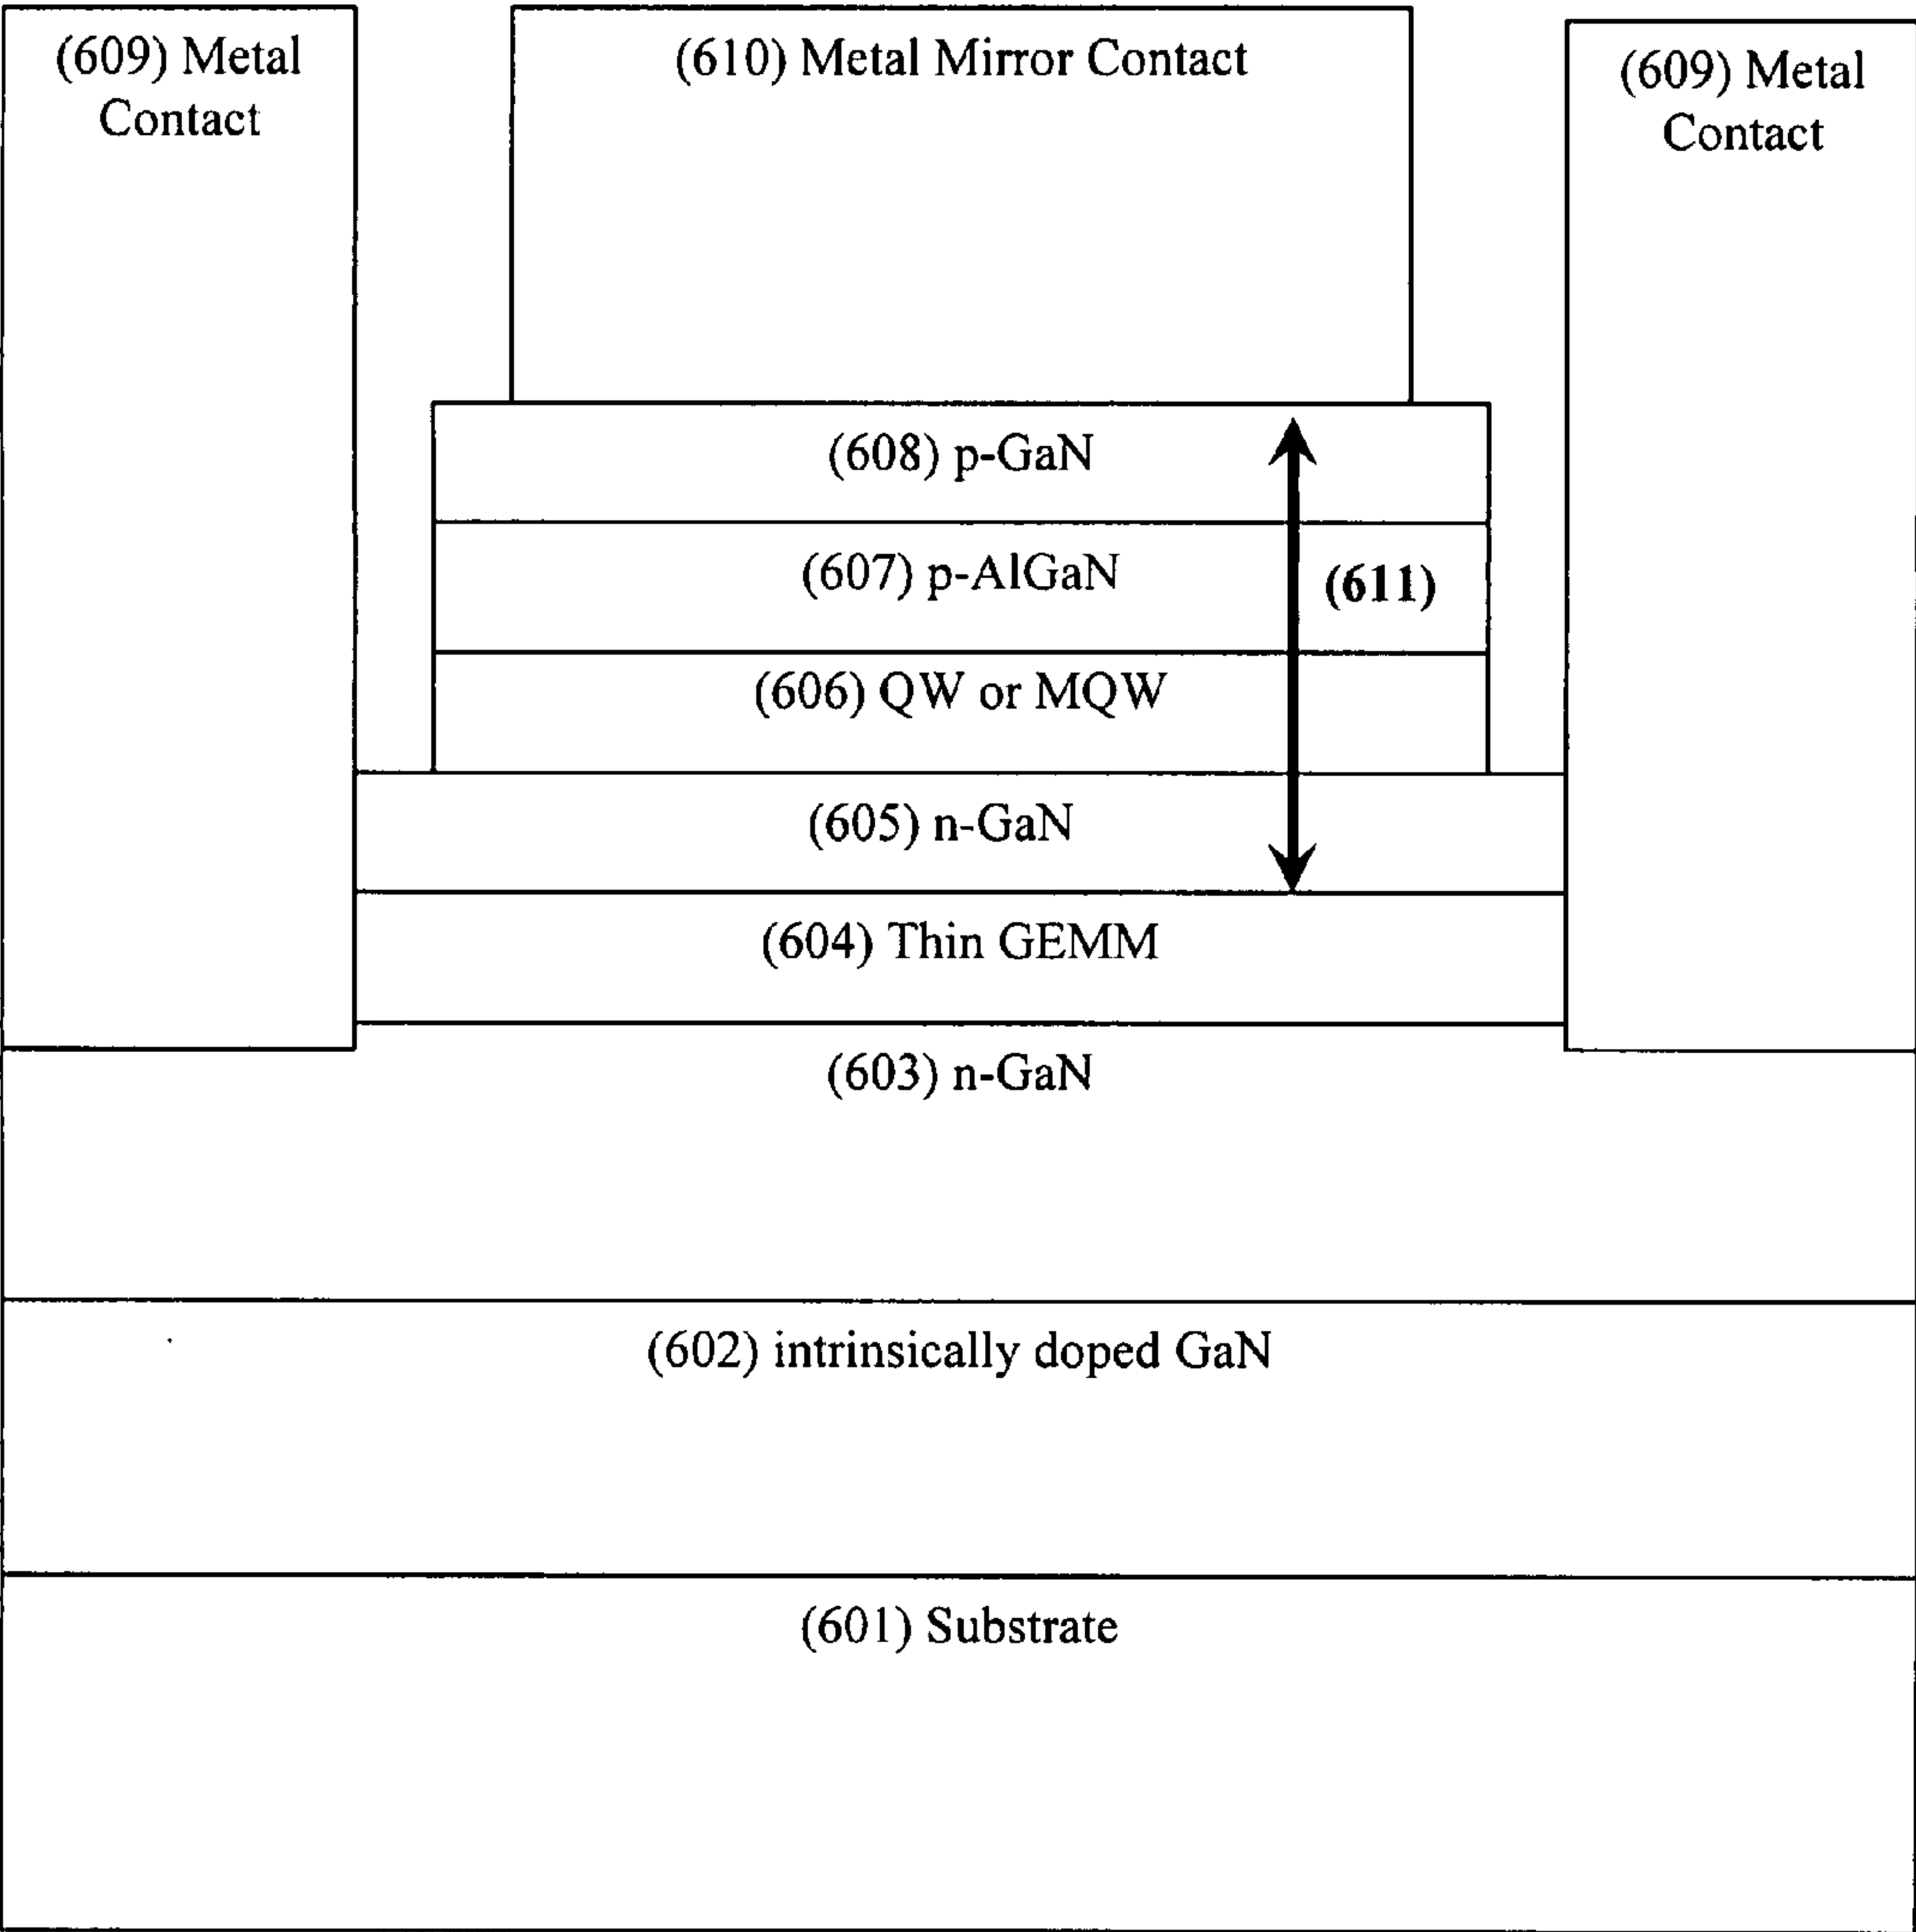 (609) Metal
Contact
(610) Metal Mirror Contact
(609) Metal
Contact
(608) p-GaN
(607) p-AlGaN
(611)
(606) QW or MQW
(605) n-GaN
(604) Thin GEMM
(603) n-GaN
(602) intrinsically doped GaN
(601) Substrate